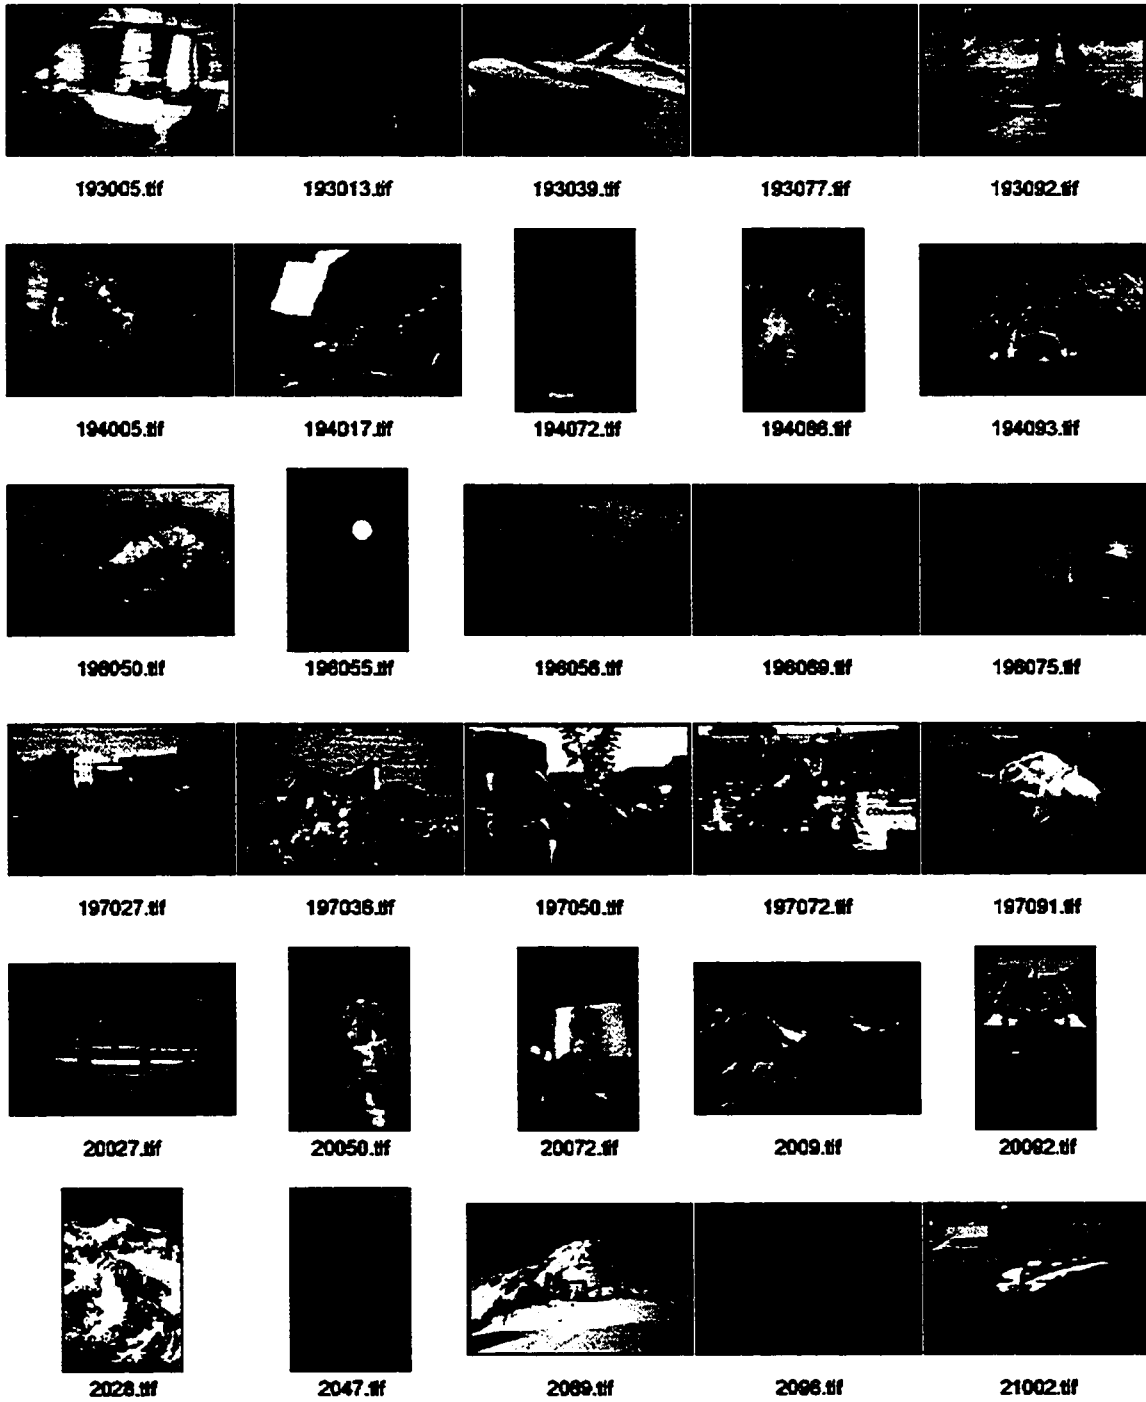 193005.tif 193013.tif 193039.tif 193077.tif 193092.tif
194005.tif 194017.tif 194072.tif 194086.tif 194093.tif
196050.tif 196055.tif 196056.tif 196069.tif 196075.tif
197027.tif 197036.tif 197050.tif 197072.tif 197091.tif
20027.tif 20050.tif 20072.tif 2009.tif 20092.tif
2028.tif 2047.tif 2089.tif 2096.tif 21002.tif